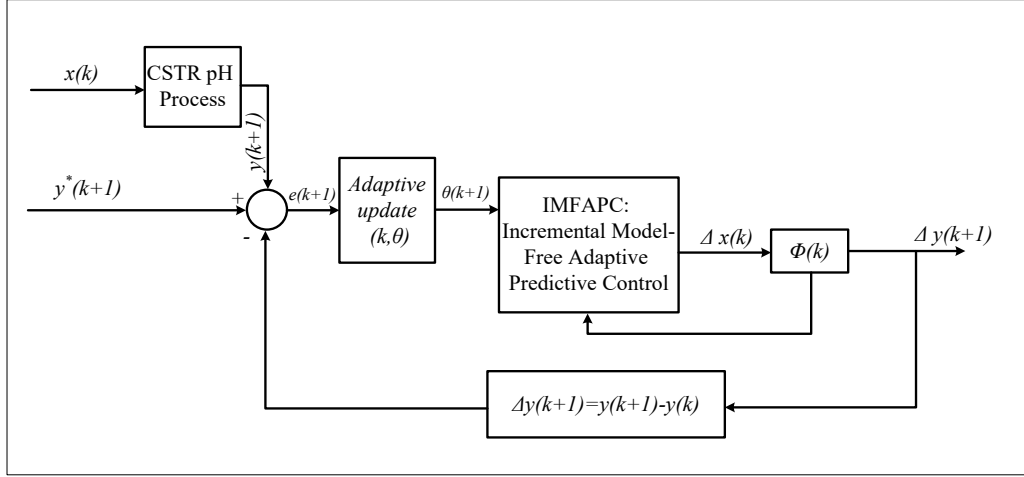 x(k)
CSTR pH
Process
y(k+1)
y*(k+1)
+
-
e(k+1)
Adaptive
update
(k,θ)
θ(k+1)
IMFAPC:
Incremental Model-
Free Adaptive
Predictive Control
Δ x(k)
Φ(k)
Δ y(k+1)
Δy(k+1)=y(k+1)-y(k)